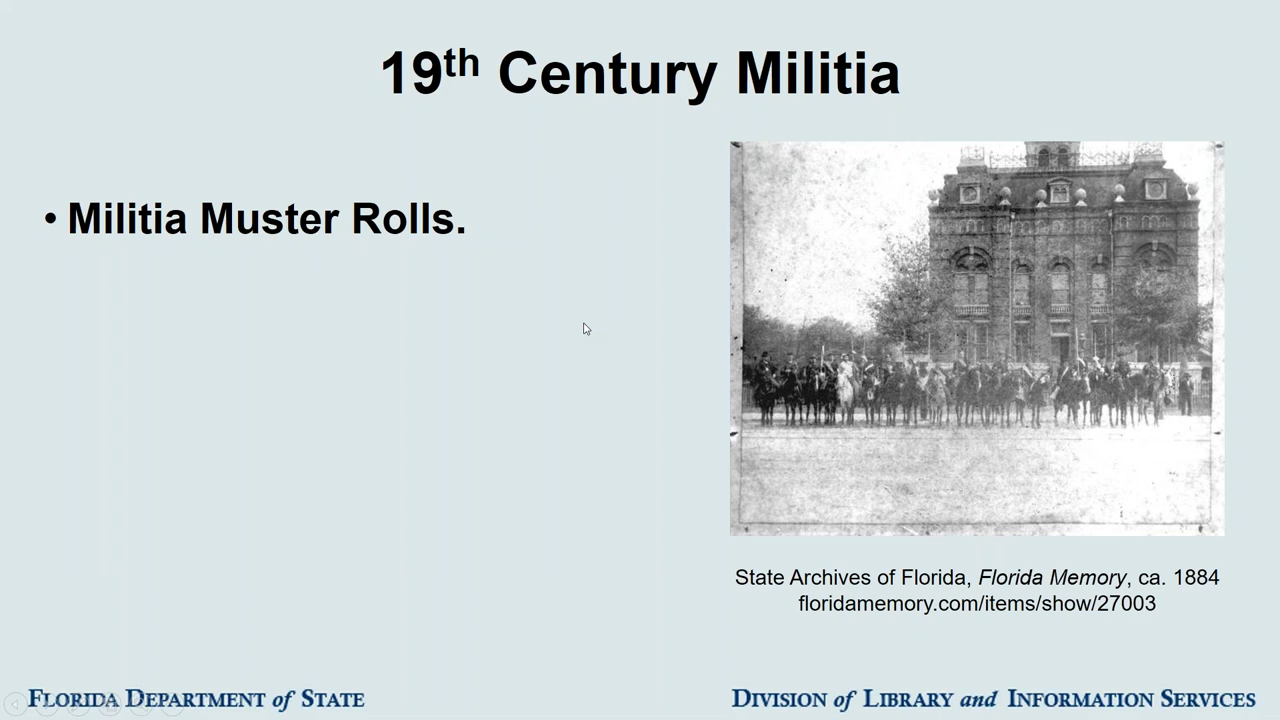 19th Century Militia
• Militia Muster Rolls.
State Archives of Florida, Florida Memory, ca. 1884
floridamemory.com/items/show/27003
FLORIDA DEPARTMENT of STATE
DIVISION of LIBRARY and INFORMATION SERVICES